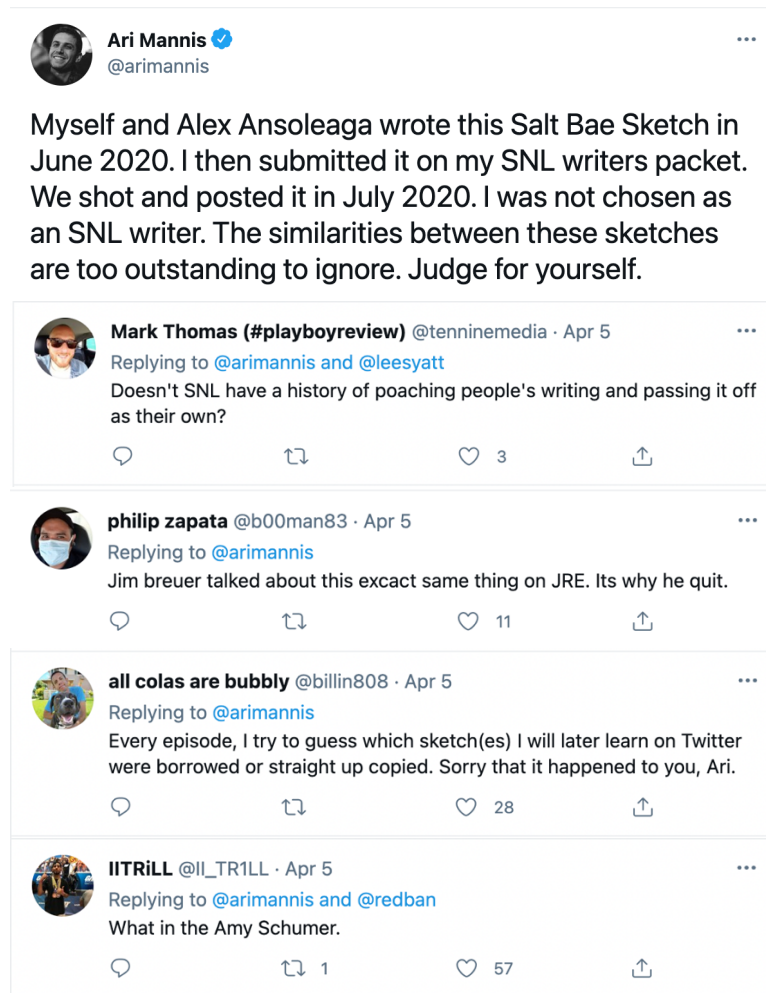 Ari Mannis
@arimannis
Myself and Alex Ansoleaga wrote this Salt Bae Sketch in
June 2020. I then submitted it on my SNL writers packet.
We shot and posted it in July 2020. I was not chosen as
an SNL writer. The similarities between these sketches
are too outstanding to ignore. Judge for yourself.
Mark Thomas (#playboyreview) @tenninemedia · Apr 5
Replying to @arimannis and @leesyatt
Doesn't SNL have a history of poaching people's writing and passing it off
as their own?
3
philip zapata @b00man83 · Apr 5
Replying to @arimannis
Jim breuer talked about this excact same thing on JRE. Its why he quit.
11
all colas are bubbly @billin808 · Apr 5
Replying to @arimannis
Every episode, I try to guess which sketch(es) I will later learn on Twitter
were borrowed or straight up copied. Sorry that it happened to you, Ari.
28
IITRiLL @II_TR1LL · Apr 5
Replying to @arimannis and @redban
What in the Amy Schumer.
1 57